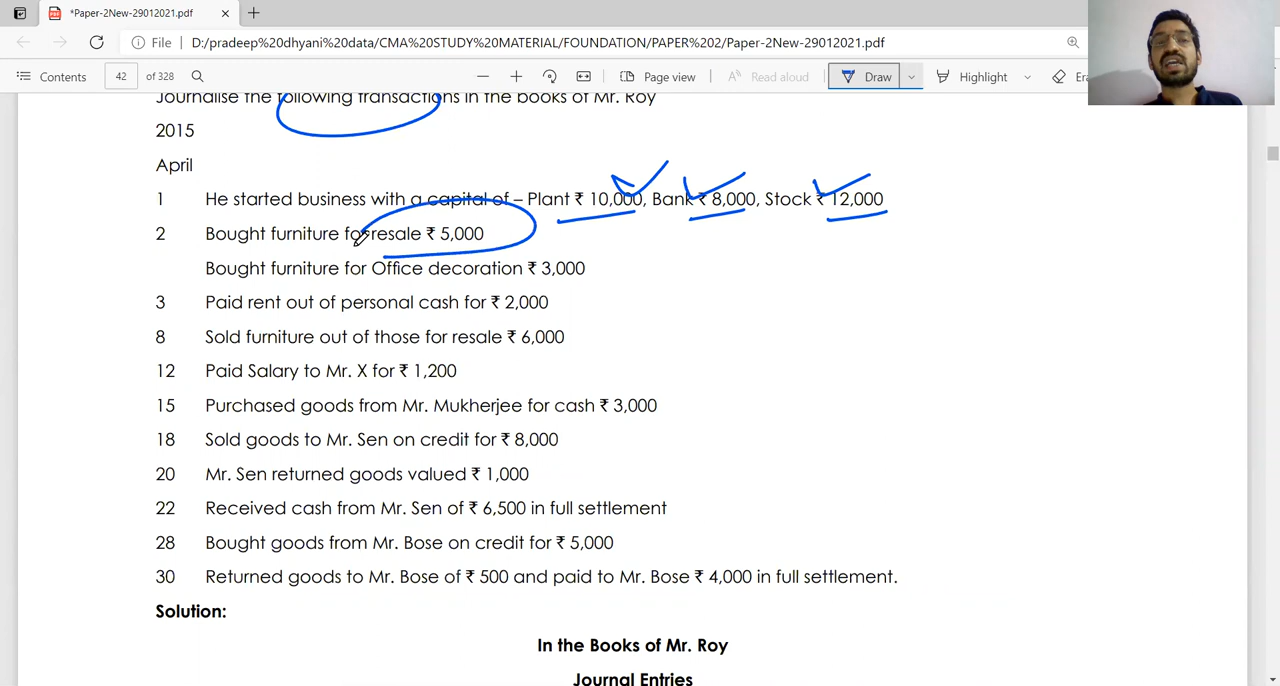 *Paper-2New-29012021.pdf
File | D:/pradeep%20dhyani%20data/CMA%20STUDY%20MATERIAL/FOUNDATION/PAPER%202/Paper-2New-29012021.pdf
Contents 42 of 328 Page view Read aloud Draw Highlight Era
Journalise the following transactions in the books of Mr. Roy
2015
April
1 He started business with a capital of – Plant ₹ 10,000, Bank ₹ 8,000, Stock ₹ 12,000
2 Bought furniture for resale ₹ 5,000
Bought furniture for Office decoration ₹ 3,000
3 Paid rent out of personal cash for ₹ 2,000
8 Sold furniture out of those for resale ₹ 6,000
12 Paid Salary to Mr. X for ₹ 1,200
15 Purchased goods from Mr. Mukherjee for cash ₹ 3,000
18 Sold goods to Mr. Sen on credit for ₹ 8,000
20 Mr. Sen returned goods valued ₹ 1,000
22 Received cash from Mr. Sen of ₹ 6,500 in full settlement
28 Bought goods from Mr. Bose on credit for ₹ 5,000
30 Returned goods to Mr. Bose of ₹ 500 and paid to Mr. Bose ₹ 4,000 in full settlement.
Solution:
In the Books of Mr. Roy
Journal Entries